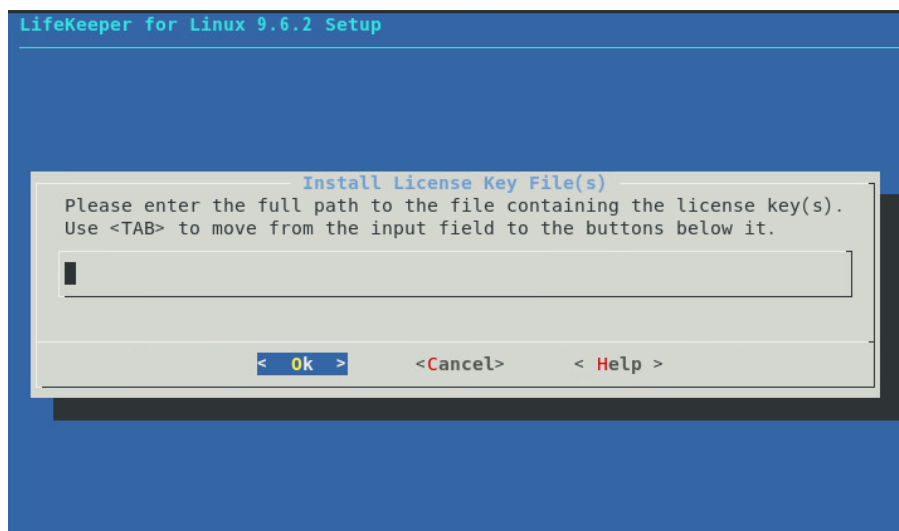 LifeKeeper for Linux 9.6.2 Setup
Install License Key File(s)
Please enter the full path to the file containing the license key(s).
Use <TAB> to move from the input field to the buttons below it.
< Ok > <Cancel> < Help >